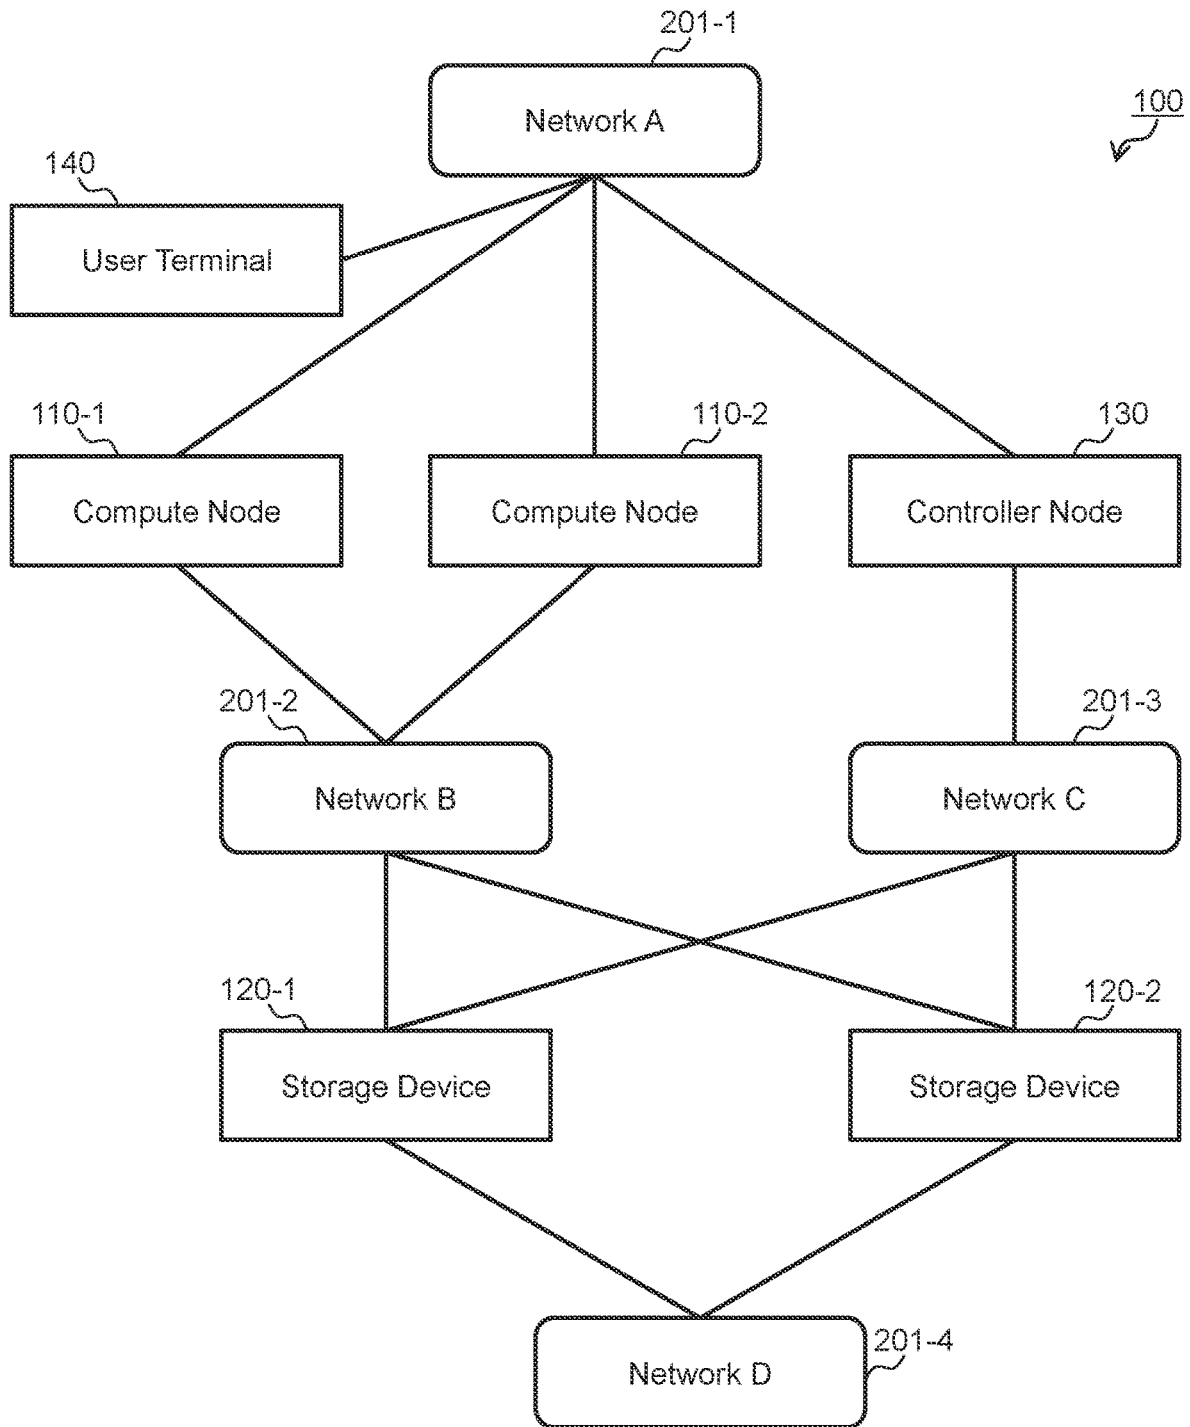 201-1
Network A
100
140
User Terminal
110-1
110-2
130
Compute Node
Compute Node
Controller Node
201-2
201-3
Network B
Network C
120-1
120-2
Storage Device
Storage Device
201-4
Network D